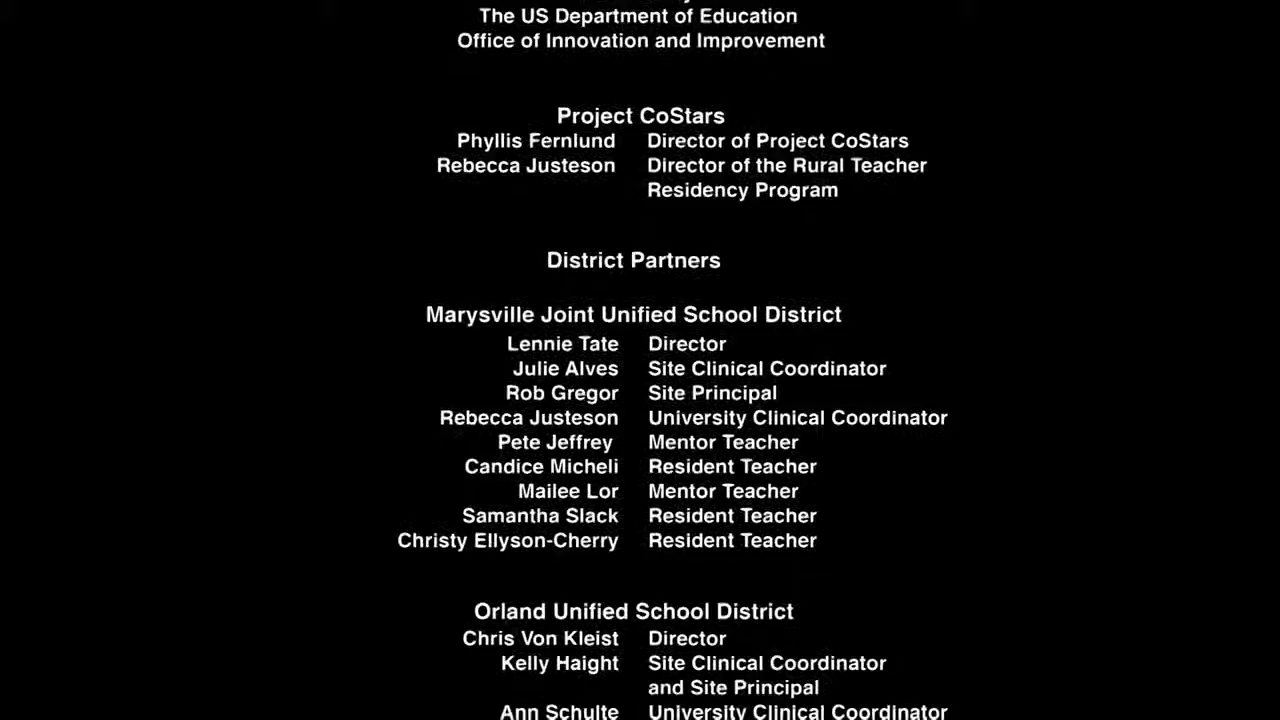 The US Department of Education
Office of Innovation and Improvement
Project CoStars
Phyllis Fernlund Director of Project CoStars
Rebecca Justeson Director of the Rural Teacher
Residency Program
District Partners
Marysville Joint Unified School District
Lennie Tate Director
Julie Alves Site Clinical Coordinator
Rob Gregor Site Principal
Rebecca Justeson University Clinical Coordinator
Pete Jeffrey Mentor Teacher
Candice Micheli Resident Teacher
Mailee Lor Mentor Teacher
Samantha Slack Resident Teacher
Christy Ellyson-Cherry Resident Teacher
Orland Unified School District
Chris Von Kleist Director
Kelly Haight Site Clinical Coordinator
and Site Principal
Ann Schulte University Clinical Coordinator